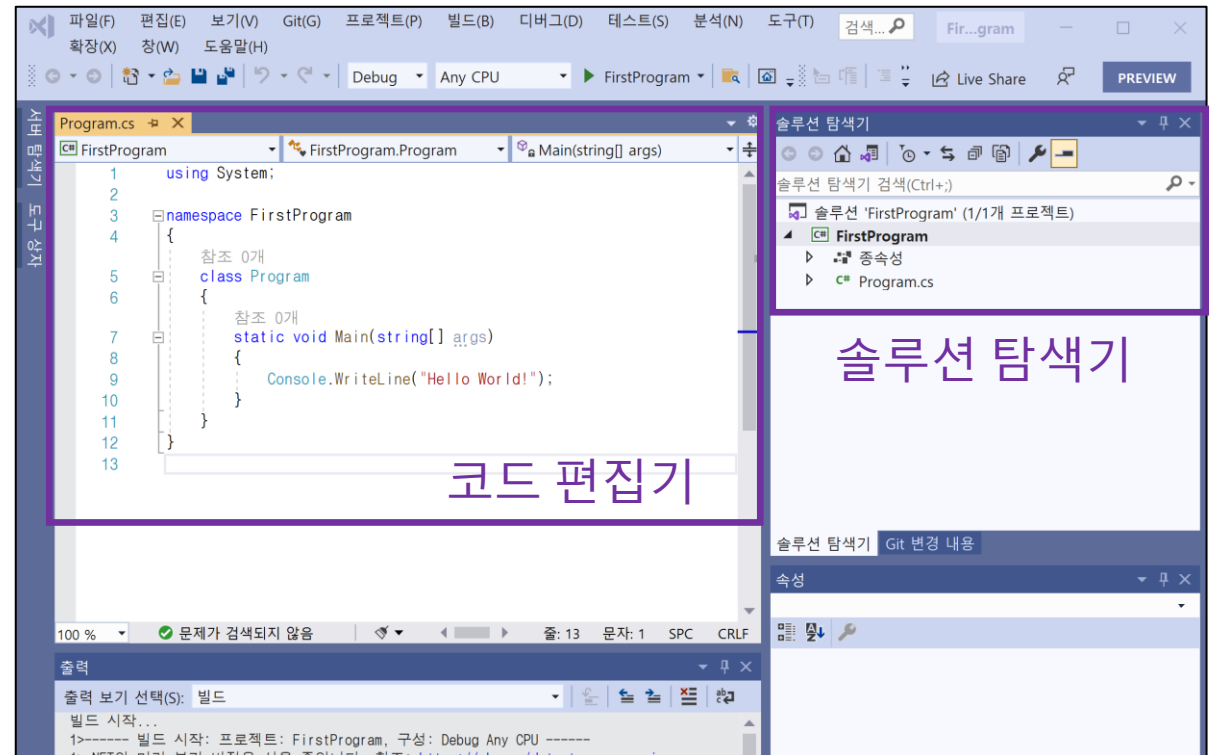 파일(F) 편집(E) 보기(V) Git(G) 프로젝트(P) 빌드(B) 디버그(D) 테스트(S) 분석(N) 도구(T) 검색... Fir...gram
확장(X) 창(W) 도움말(H)
Debug Any CPU FirstProgram Live Share PREVIEW
서버 탐색기
도구 상자
Program.cs
FirstProgram FirstProgram.Program Main(string[] args)
1 using System;
2
3 namespace FirstProgram
4 {
참조 0개
5 class Program
6 {
참조 0개
7 static void Main(string[] args)
8 {
9 Console.WriteLine("Hello World!");
10 }
11 }
12 }
13
코드 편집기
100 % 문제가 검색되지 않음 줄: 13 문자: 1 SPC CRLF
출력
출력 보기 선택(S): 빌드
빌드 시작...
1>------ 빌드 시작: 프로젝트: FirstProgram, 구성: Debug Any CPU ------
솔루션 탐색기
솔루션 탐색기 검색(Ctrl+;)
솔루션 'FirstProgram' (1/1개 프로젝트)
C# FirstProgram
종속성
C# Program.cs
솔루션 탐색기
솔루션 탐색기 Git 변경 내용
속성